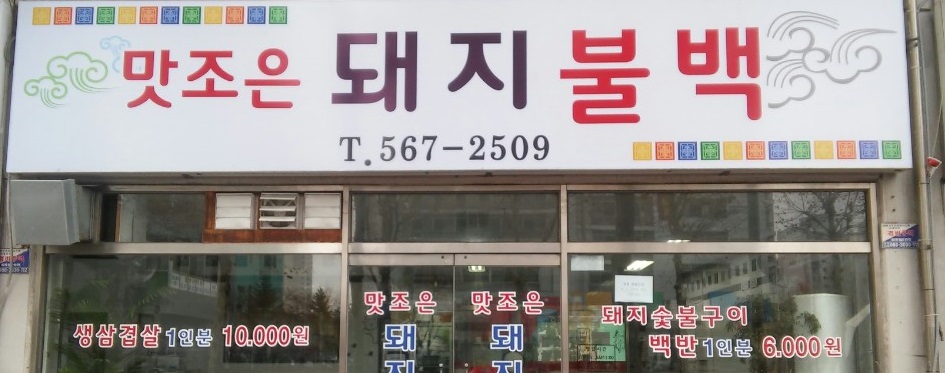 맛조은 돼지불백
T. 567-2509
생삼겹살 1인분 10.000원
맛조은 돼지
맛조은 돼지
돼지숯불구이
백반 1인분 6.000원